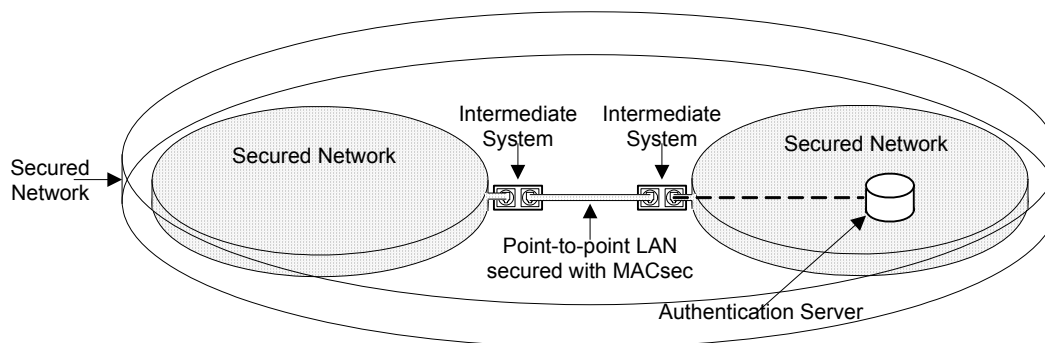 Intermediate
System
Intermediate
System
Secured Network
Secured Network
Secured
Network
Point-to-point LAN
secured with MACsec
Authentication Server